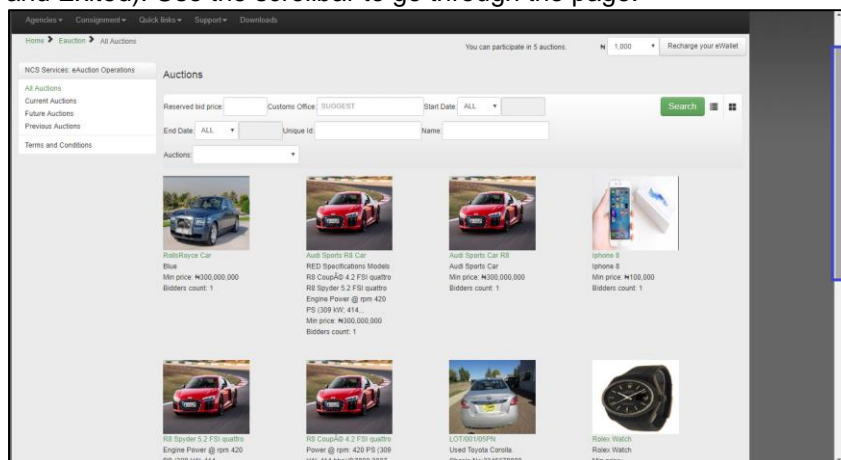 and Exited). Use the scrollbar to go through the page.
Agencies Consignment Quick links Support Downloads
Home Eauction All Auctions
You can participate in 5 auctions. ₦ 1,000 Recharge your eWallet
NCS Services: eAuction Operations
All Auctions
Current Auctions
Future Auctions
Previous Auctions
Terms and Conditions
Auctions
Reserved bid price: Customs Office: SUGGEST Start Date: ALL Search
End Date: ALL Unique Id: Name:
Auctions:
RollsRoyce Car
Blue
Min price: ₦300,000,000
Bidders count: 1
Audi Sports R8 Car
RED Specifications Models
R8 CoupÃ© 4.2 FSI quattro
R8 Spyder 5.2 FSI quattro
Engine Power @ rpm 420
PS (309 kW; 414...
Min price: ₦300,000,000
Bidders count: 1
Audi Sports Car R8
Audi Sports Car
Min price: ₦300,000,000
Bidders count: 1
Iphone 8
Iphone 8
Min price: ₦100,000
Bidders count: 1
R8 Spyder 5.2 FSI quattro
Engine Power @ rpm 420
R8 CoupÃ© 4.2 FSI quattro
Power @ rpm: 420 PS (309
LOT/001/05PN
Used Toyota Corolla.
Rolex Watch
Rolex Watch